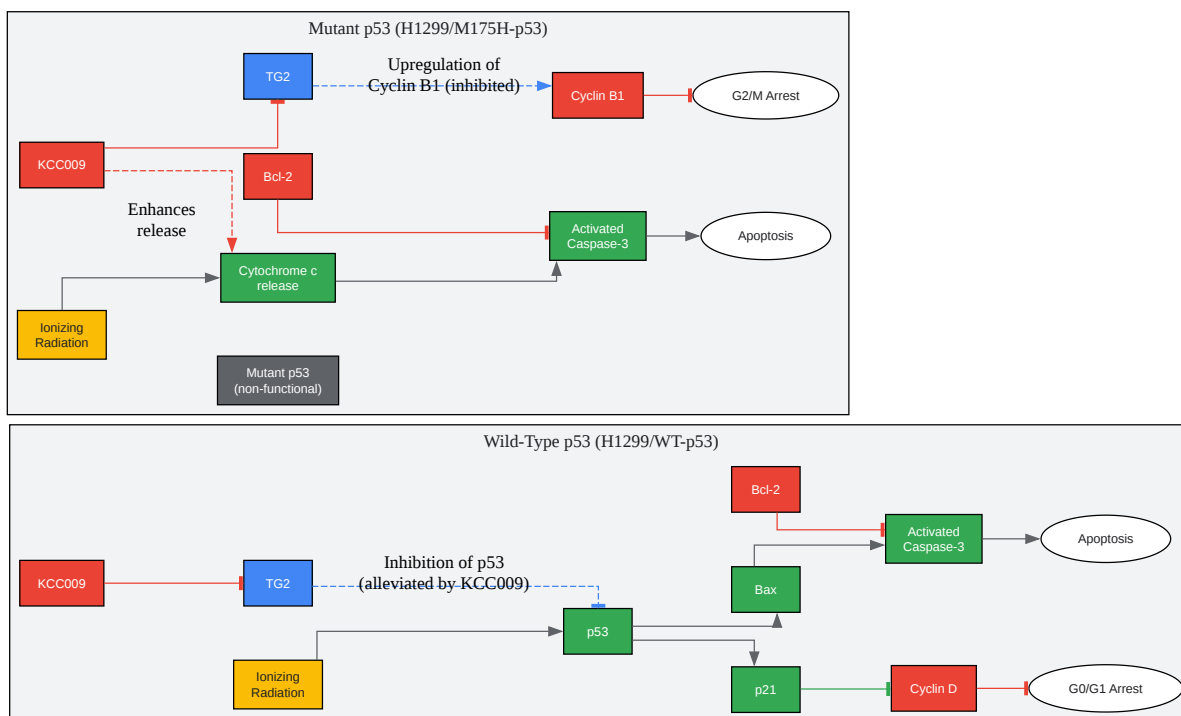 Mutant p53 (H1299/M175H-p53)
TG2
Upregulation of
Cyclin B1 (inhibited)
Cyclin B1
G2/M Arrest
KCC009
Bcl-2
Enhances
release
Activated
Caspase-3
Apoptosis
Cytochrome c
release
Ionizing
Radiation
Mutant p53
(non-functional)
Wild-Type p53 (H1299/WT-p53)
Bcl-2
Activated
Caspase-3
Apoptosis
KCC009
TG2
Inhibition of p53
(alleviated by KCC009)
Bax
p53
Ionizing
Radiation
p21
Cyclin D
G0/G1 Arrest